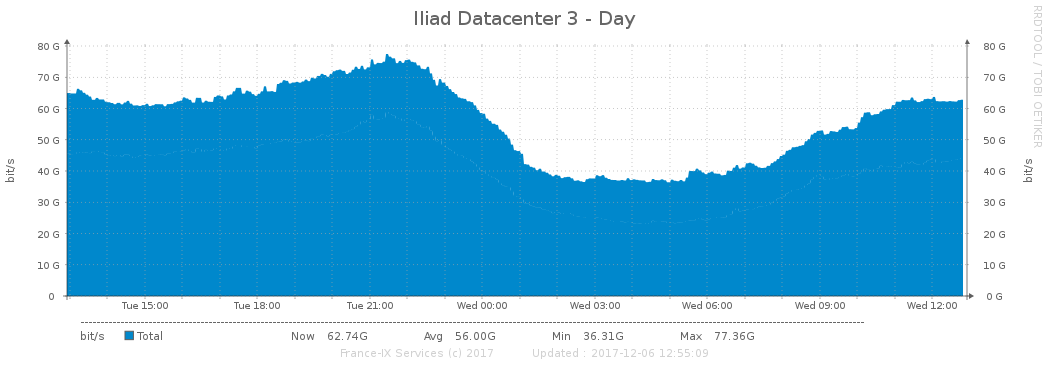 Iliad Datacenter 3 - Day
RRDTOOL / TOBI OETIKER
bit/s
80 G 80 G
70 G 70 G
60 G 60 G
50 G 50 G
40 G 40 G
30 G 30 G
20 G 20 G
10 G 10 G
0 0 G
bit/s
Tue 15:00 Tue 18:00 Tue 21:00 Wed 00:00 Wed 03:00 Wed 06:00 Wed 09:00 Wed 12:00
bit/s Total Now 62.74G Avg 56.00G Min 36.31G Max 77.36G
France-IX Services (c) 2017 Updated : 2017-12-06 12:55:09